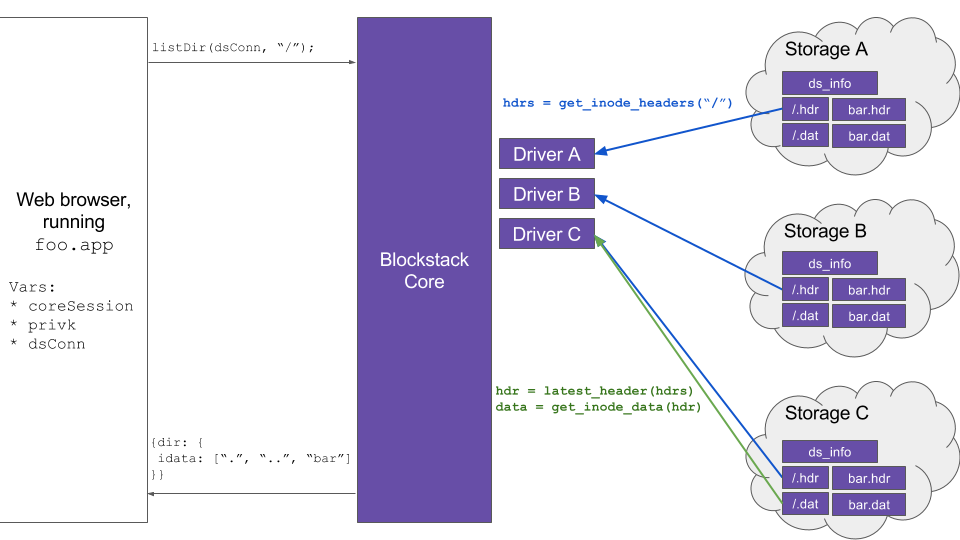 listDir(dsConn, “/”);
Web browser,
running
foo.app
Vars:
* coreSession
* privk
* dsConn
{dir: {
idata: [“.”, “..”, “bar”]
}}
Blockstack
Core
hdrs = get_inode_headers(“/”)
Driver A
Driver B
Driver C
hdr = latest_header(hdrs)
data = get_inode_data(hdr)
Storage A
ds_info
/.hdr bar.hdr
/.dat bar.dat
Storage B
ds_info
/.hdr bar.hdr
/.dat bar.dat
Storage C
ds_info
/.hdr bar.hdr
/.dat bar.dat